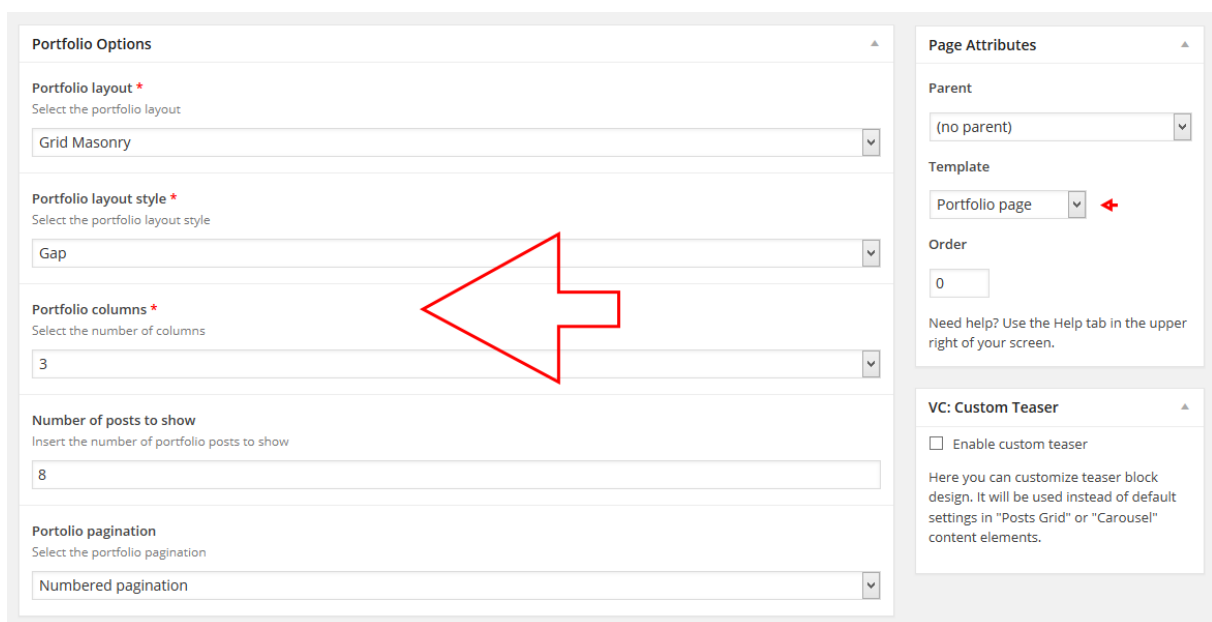 Portfolio Options
Portfolio layout *
Select the portfolio layout
Grid Masonry
Portfolio layout style *
Select the portfolio layout style
Gap
Portfolio columns *
Select the number of columns
3
Number of posts to show
Insert the number of portfolio posts to show
8
Portolio pagination
Select the portfolio pagination
Numbered pagination
Page Attributes
Parent
(no parent)
Template
Portfolio page
Order
0
Need help? Use the Help tab in the upper
right of your screen.
VC: Custom Teaser
Enable custom teaser
Here you can customize teaser block
design. It will be used instead of default
settings in "Posts Grid" or "Carousel"
content elements.